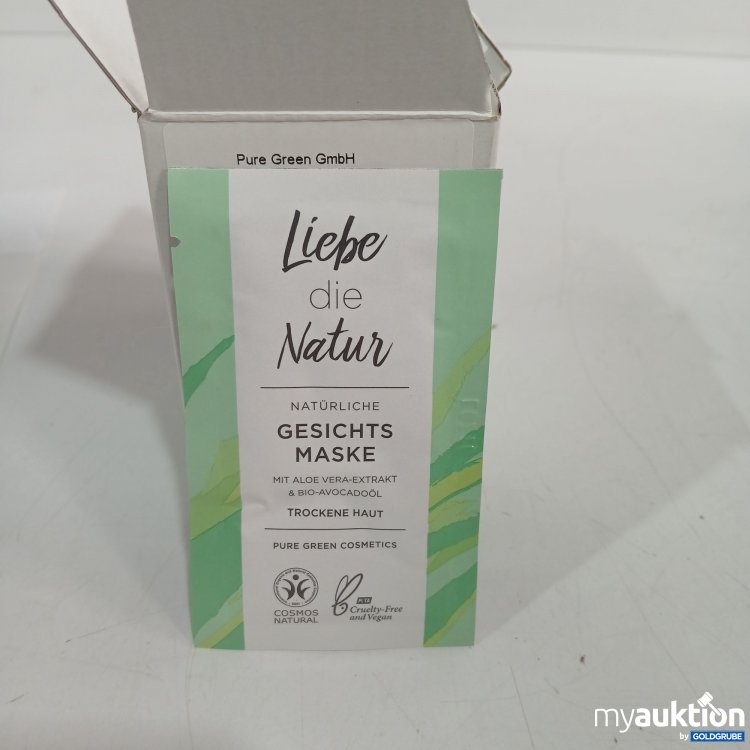 Pure Green GmbH
Liebe
die
Natur
NATÜRLICHE
GESICHTS
MASKE
MIT ALOE VERA-EXTRAKT
& BIO-AVOCADOÖL
TROCKENE HAUT
PURE GREEN COSMETICS
COSMOS
NATURAL
PETA
Cruelty-Free
and Vegan
myauktion
by GOLDGRUBE